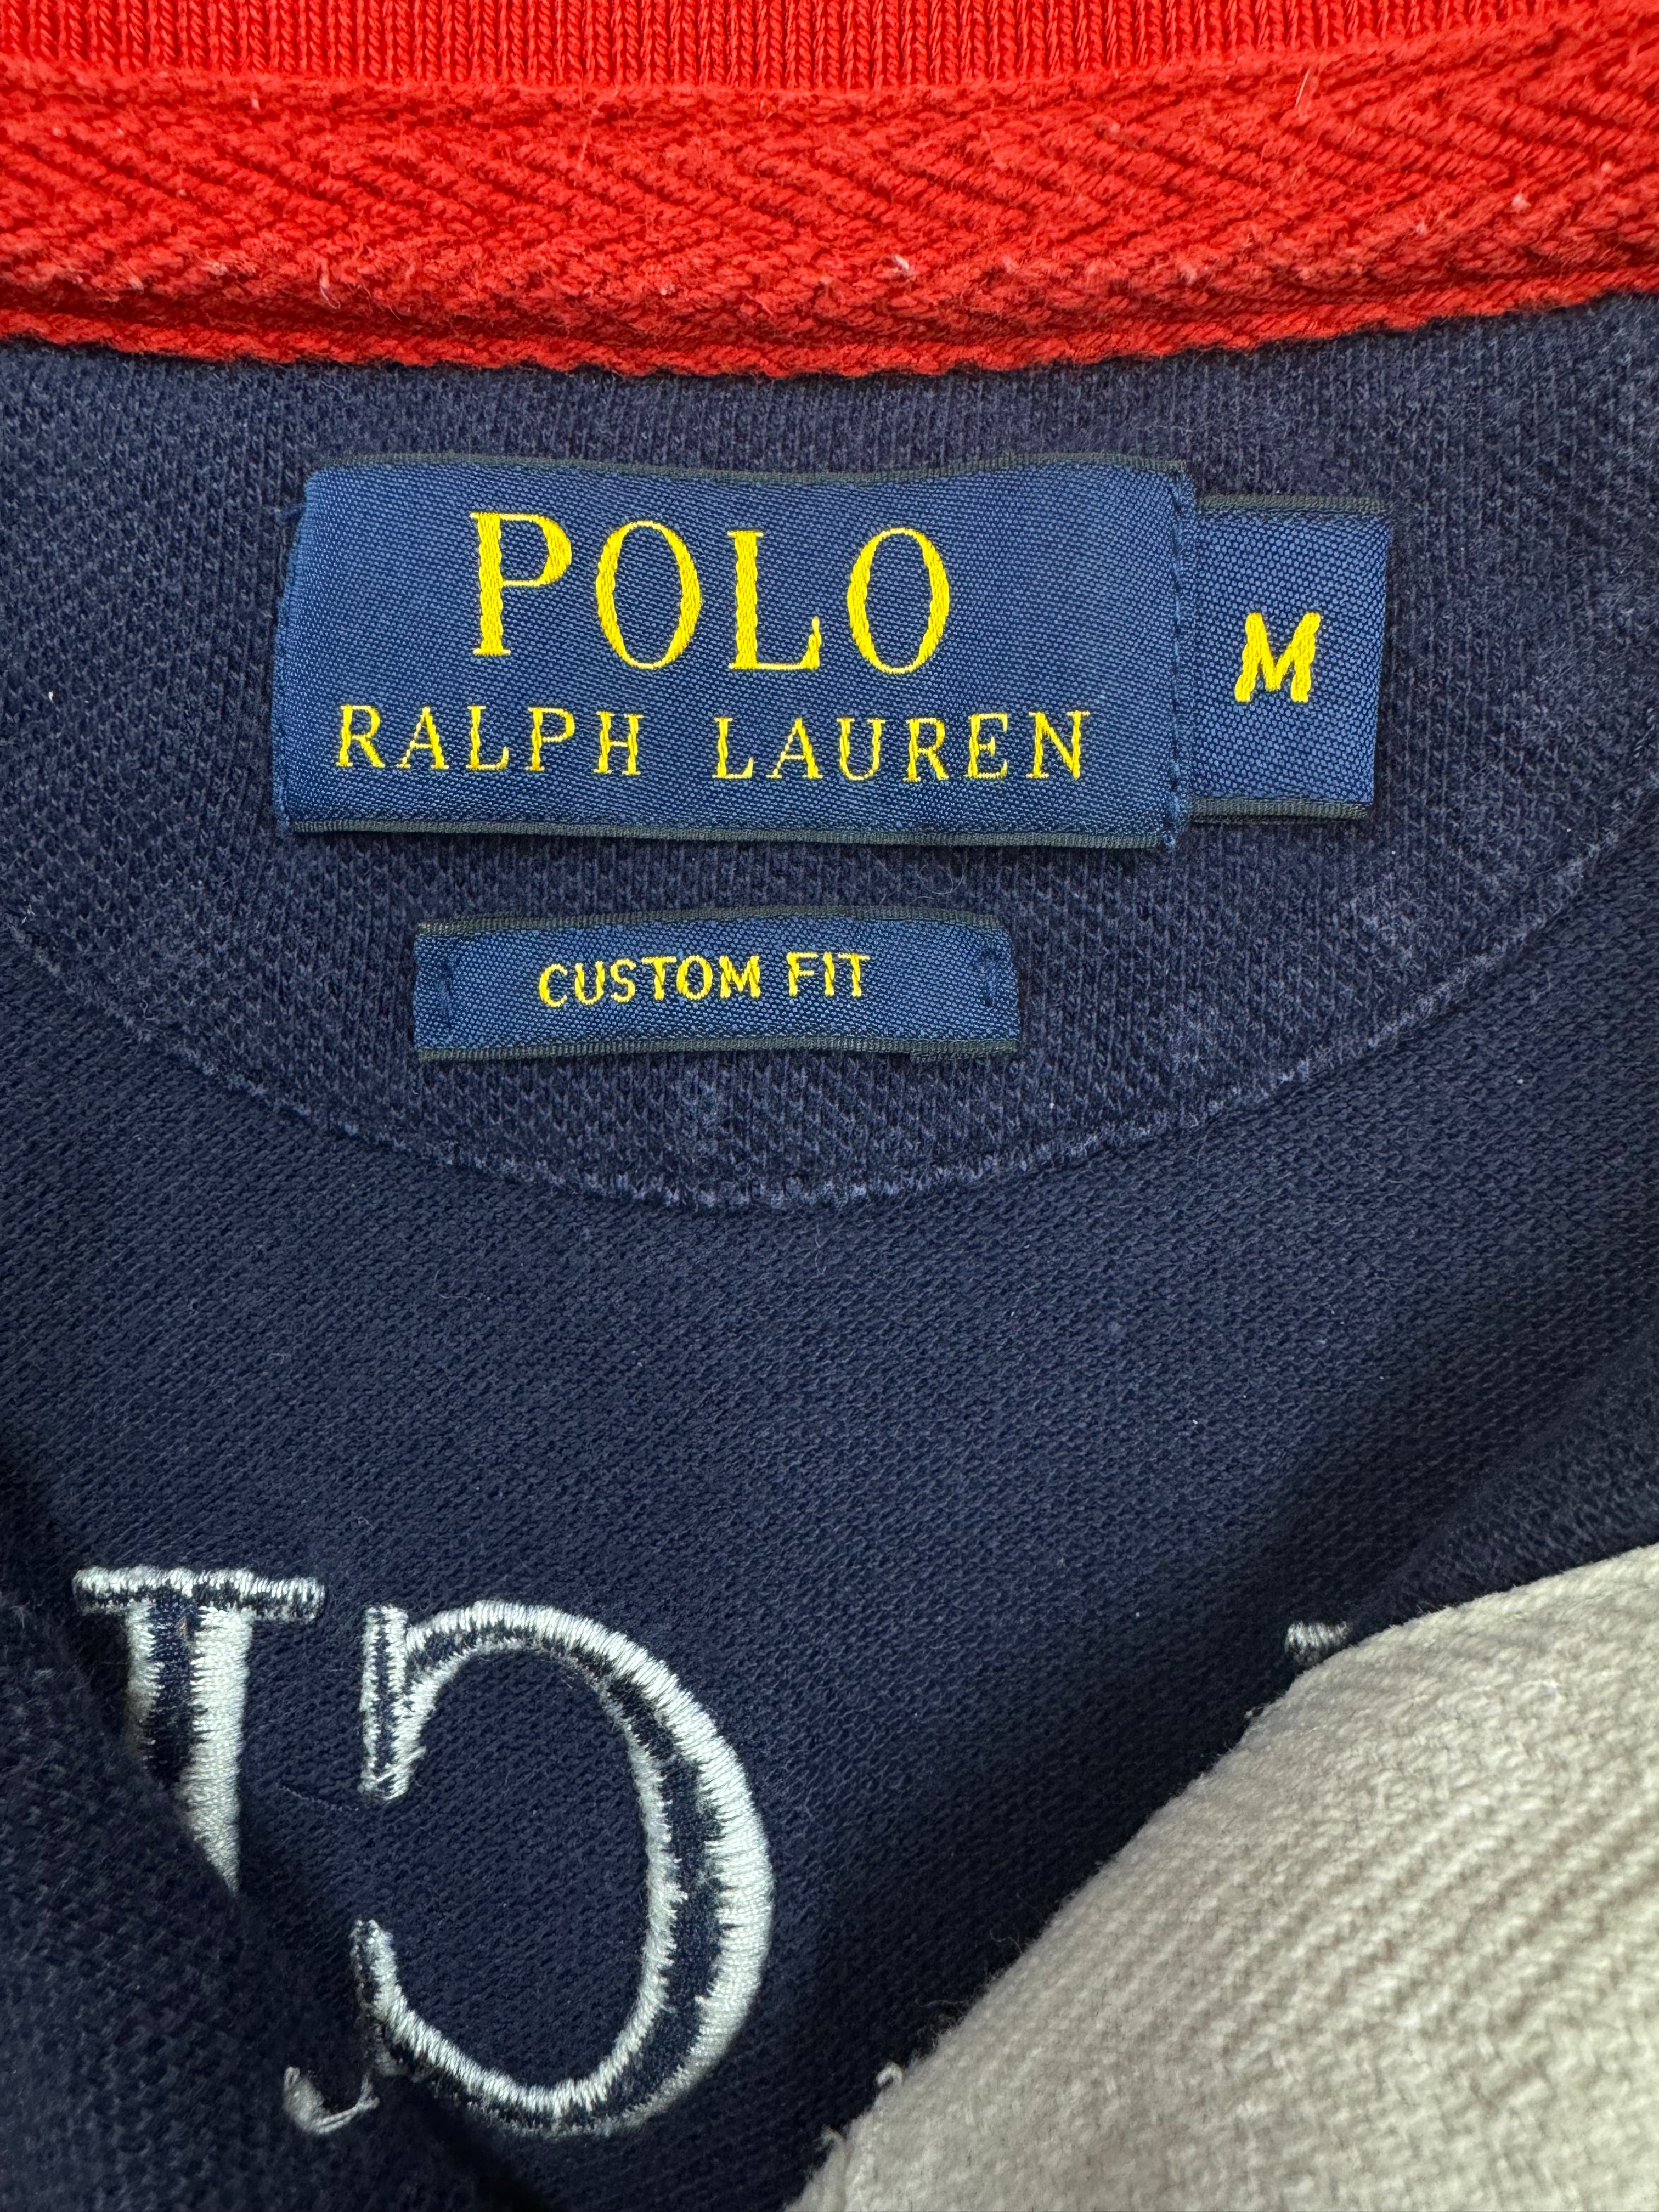 POLO
RALPH LAUREN
M
CUSTOM FIT